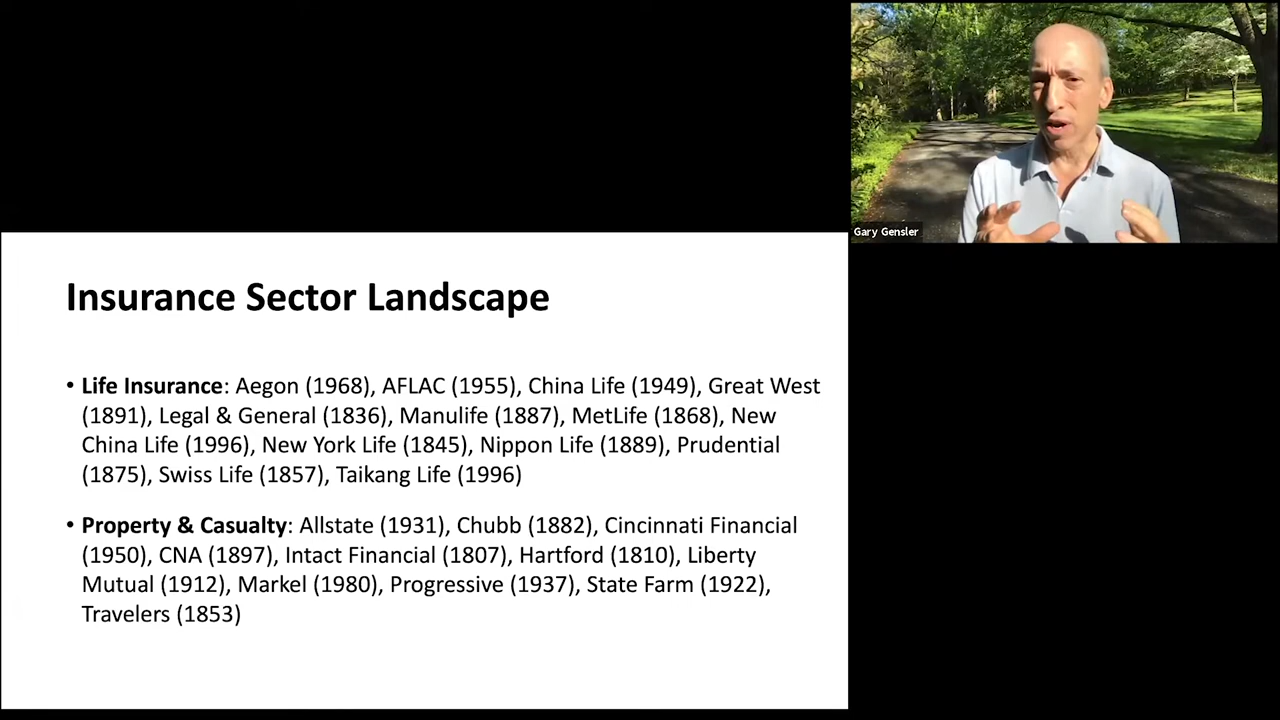 Gary Gensler
Insurance Sector Landscape
• Life Insurance: Aegon (1968), AFLAC (1955), China Life (1949), Great West
(1891), Legal & General (1836), Manulife (1887), MetLife (1868), New
China Life (1996), New York Life (1845), Nippon Life (1889), Prudential
(1875), Swiss Life (1857), Taikang Life (1996)
• Property & Casualty: Allstate (1931), Chubb (1882), Cincinnati Financial
(1950), CNA (1897), Intact Financial (1807), Hartford (1810), Liberty
Mutual (1912), Markel (1980), Progressive (1937), State Farm (1922),
Travelers (1853)